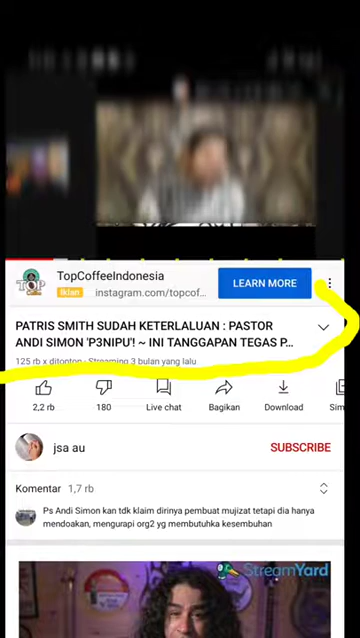 TOP
TopCoffeeIndonesia
Iklan instagram.com/topcof...
LEARN MORE
PATRIS SMITH SUDAH KETERLALUAN : PASTOR
ANDI SIMON 'P3NIPU'! ~ INI TANGGAPAN TEGAS P...
125 rb x ditonton · Streaming 3 bulan yang lalu
2,2 rb
180
Live chat
Bagikan
Download
Sim
jsa au
SUBSCRIBE
Komentar 1,7 rb
Ps Andi Simon kan tdk klaim dirinya pembuat mujizat tetapi dia hanya
mendoakan, mengurapi org2 yg membutuhka kesembuhan
StreamYard